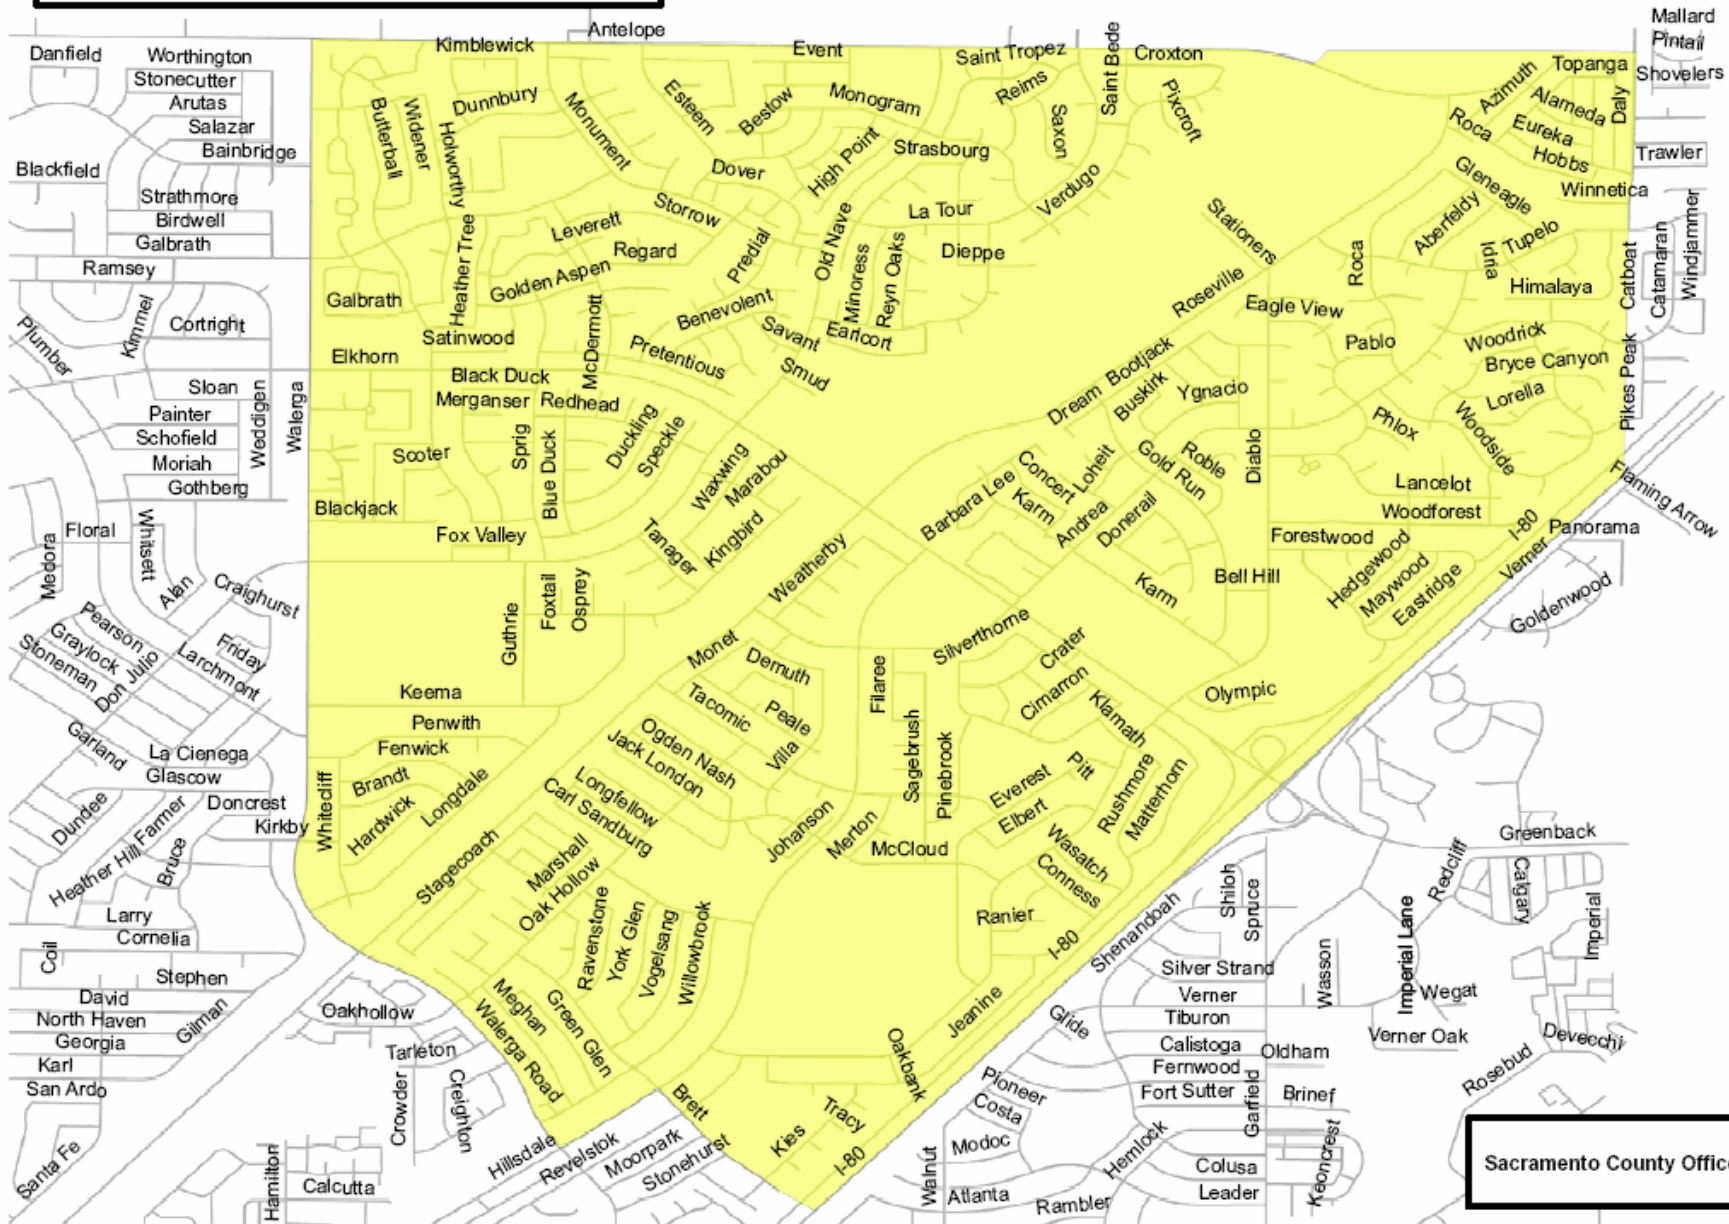 Antelope
Mallard
Pintail
Shovelers
Danfield
Worthington
Stonecutter
Arutas
Salazar
Bainbridge
Blackfield
Strathmore
Birdwell
Galbrath
Ramsey
Kimmel
Cortright
Plumber
Sloan
Painter
Schofield
Moriah
Gothberg
Weddigen
Walerga
Kimblewick
Event
Saint Tropez
Saint Bede
Croxton
Topanga
Azimuth
Alameda
Daly
Roca
Eureka
Hobbs
Trawler
Winnetica
Gleneagle
Aberfeldy
Idria
Tupelo
Himalaya
Catboat
Catamaran
Windjammer
Butterball
Widener
Holworthy
Dunnbury
Monument
Esteem
Bestow
Monogram
Reims
Saxon
Pixcroft
Dover
High Point
Strasbourg
Verdugo
Storrow
La Tour
Leverett
Regard
Predial
Old Nave
Minoress
Reyn Oaks
Dieppe
Stationers
Roseville
Roca
Heather Tree
Golden Aspen
Galbrath
Satinwood
McDermott
Benevolent
Savant
Earlcort
Eagle View
Pablo
Woodrick
Bryce Canyon
Lorella
Pikes Peak
Elkhorn
Black Duck
Pretentious
Smud
Merganser
Redhead
Dream
Bootjack
Buskirk
Ygnacio
Phlox
Woodside
Scooter
Sprig
Blue Duck
Duckling
Speckle
Waxwing
Marabou
Barbara Lee
Concert
Karm
Loheit
Andrea
Gold Run
Roble
Donerail
Diablo
Lancelot
Woodforest
Flaming Arrow
Blackjack
Fox Valley
Tanager
Kingbird
Weatherby
Karm
Forestwood
Bell Hill
Hedgewood
Maywood
Eastridge
I-80
Verner
Panorama
Goldenwood
Medora
Floral
Whitsett
Alan
Craighurst
Pearson
Graylock
Stoneman
Don Julio
Friday
Larchmont
Garland
La Cienega
Glascow
Dundee
Doncrest
Kirkby
Heather Hill
Farmer
Bruce
Larry
Cornelia
Coil
Stephen
David
North Haven
Georgia
Karl
San Ardo
Gilman
Santa Fe
Guthrie
Foxtail
Osprey
Monet
Demuth
Silverthorne
Crater
Cimarron
Klamath
Olympic
Keema
Penwith
Fenwick
Brandt
Hardwick
Longdale
Whitecliff
Tacomic
Peale
Villa
Filaree
Sagebrush
Pinebrook
Ogden Nash
Jack London
Longfellow
Carl Sandburg
Everest
Pitt
Elbert
Rushmore
Matterhorn
Johanson
Merton
McCloud
Wasatch
Conness
Ranier
Stagecoach
Marshall
Oak Hollow
Ravenstone
York Glen
Vogelsang
Willowbrook
I-80
Jeanine
Meghan
Green Glen
Walerga Road
Oakbank
Brett
Tracy
Kies
I-80
Oakhollow
Tarleton
Crowder
Creighton
Hamilton
Calcutta
Hillsdale
Revelstok
Moorpark
Stonehurst
Greenback
Redcliff
Calgary
Imperial
Shiloh
Spruce
Shenandoah
Silver Strand
Verner
Wasson
Imperial Lane
Wegat
Verner Oak
Devecchi
Rosebud
Glide
Tiburon
Calistoga
Oldham
Fernwood
Fort Sutter
Garfield
Brinef
Pioneer
Costa
Modoc
Walnut
Atlanta
Hemlock
Colusa
Leader
Keoncrest
Rambler
Sacramento County Offic